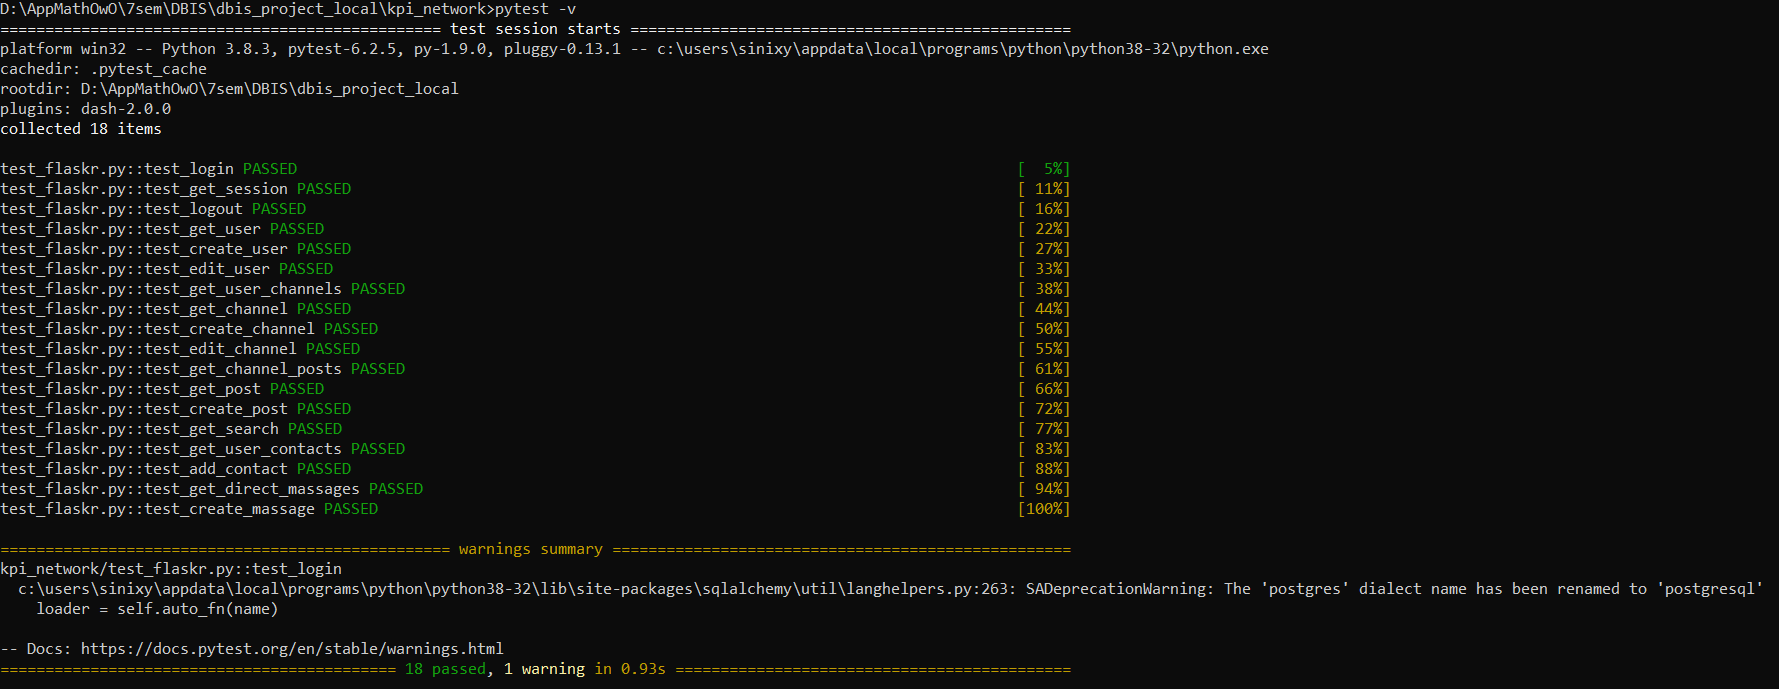 D:\AppMathOwO\7sem\DBIS\dbis_project_local\kpi_network>pytest -v
================================================= test session starts =================================================
platform win32 -- Python 3.8.3, pytest-6.2.5, py-1.9.0, pluggy-0.13.1 -- c:\users\sinixy\appdata\local\programs\python\python38-32\python.exe
cachedir: .pytest_cache
rootdir: D:\AppMathOwO\7sem\DBIS\dbis_project_local
plugins: dash-2.0.0
collected 18 items
test_flaskr.py::test_login PASSED [  5%]
test_flaskr.py::test_get_session PASSED [ 11%]
test_flaskr.py::test_logout PASSED [ 16%]
test_flaskr.py::test_get_user PASSED [ 22%]
test_flaskr.py::test_create_user PASSED [ 27%]
test_flaskr.py::test_edit_user PASSED [ 33%]
test_flaskr.py::test_get_user_channels PASSED [ 38%]
test_flaskr.py::test_get_channel PASSED [ 44%]
test_flaskr.py::test_create_channel PASSED [ 50%]
test_flaskr.py::test_edit_channel PASSED [ 55%]
test_flaskr.py::test_get_channel_posts PASSED [ 61%]
test_flaskr.py::test_get_post PASSED [ 66%]
test_flaskr.py::test_create_post PASSED [ 72%]
test_flaskr.py::test_get_search PASSED [ 77%]
test_flaskr.py::test_get_user_contacts PASSED [ 83%]
test_flaskr.py::test_add_contact PASSED [ 88%]
test_flaskr.py::test_get_direct_massages PASSED [ 94%]
test_flaskr.py::test_create_massage PASSED [100%]
================================================== warnings summary ===================================================
kpi_network/test_flaskr.py::test_login
  c:\users\sinixy\appdata\local\programs\python\python38-32\lib\site-packages\sqlalchemy\util\langhelpers.py:263: SADeprecationWarning: The 'postgres' dialect name has been renamed to 'postgresql'
    loader = self.auto_fn(name)
-- Docs: https://docs.pytest.org/en/stable/warnings.html
============================================ 18 passed, 1 warning in 0.93s ============================================